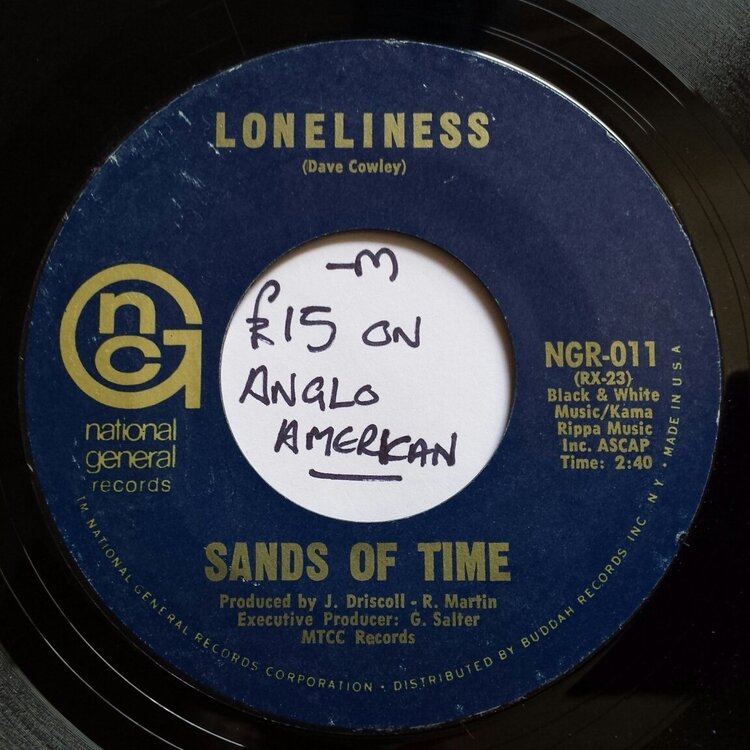 LONELINESS
(Dave Cowley)
ncG
national
general
records
-M
£15 ON
ANGLO
AMERICAN
NGR-011
(RX-23)
Black & White
Music/Kama
Rippa Music
Inc. ASCAP
Time: 2:40
SANDS OF TIME
Produced by J. Driscoll - R. Martin
Executive Producer: G. Salter
MTCC Records
TM NATIONAL GENERAL RECORDS CORPORATION • DISTRIBUTED BY BUDDAH RECORDS INC. N.Y. • MADE IN USA